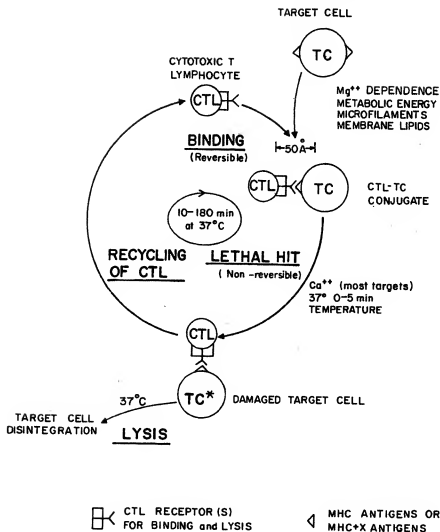 TARGET CELL
TC
CYTOTOXIC T
LYMPHOCYTE
CTL
Mg++ DEPENDENCE
METABOLIC ENERGY
MICROFILAMENTS
MEMBRANE LIPIDS
BINDING
(Reversible)
50Å
CTL
TC
CTL-TC
CONJUGATE
10-180 min
at 37°C
RECYCLING
OF CTL
LETHAL HIT
(Non-reversible)
Ca++ (most targets)
37° 0-5 min
TEMPERATURE
CTL
TC*
DAMAGED TARGET CELL
37°C
TARGET CELL
DISINTEGRATION
LYSIS
CTL RECEPTOR(S)
FOR BINDING and LYSIS
MHC ANTIGENS OR
MHC+X ANTIGENS